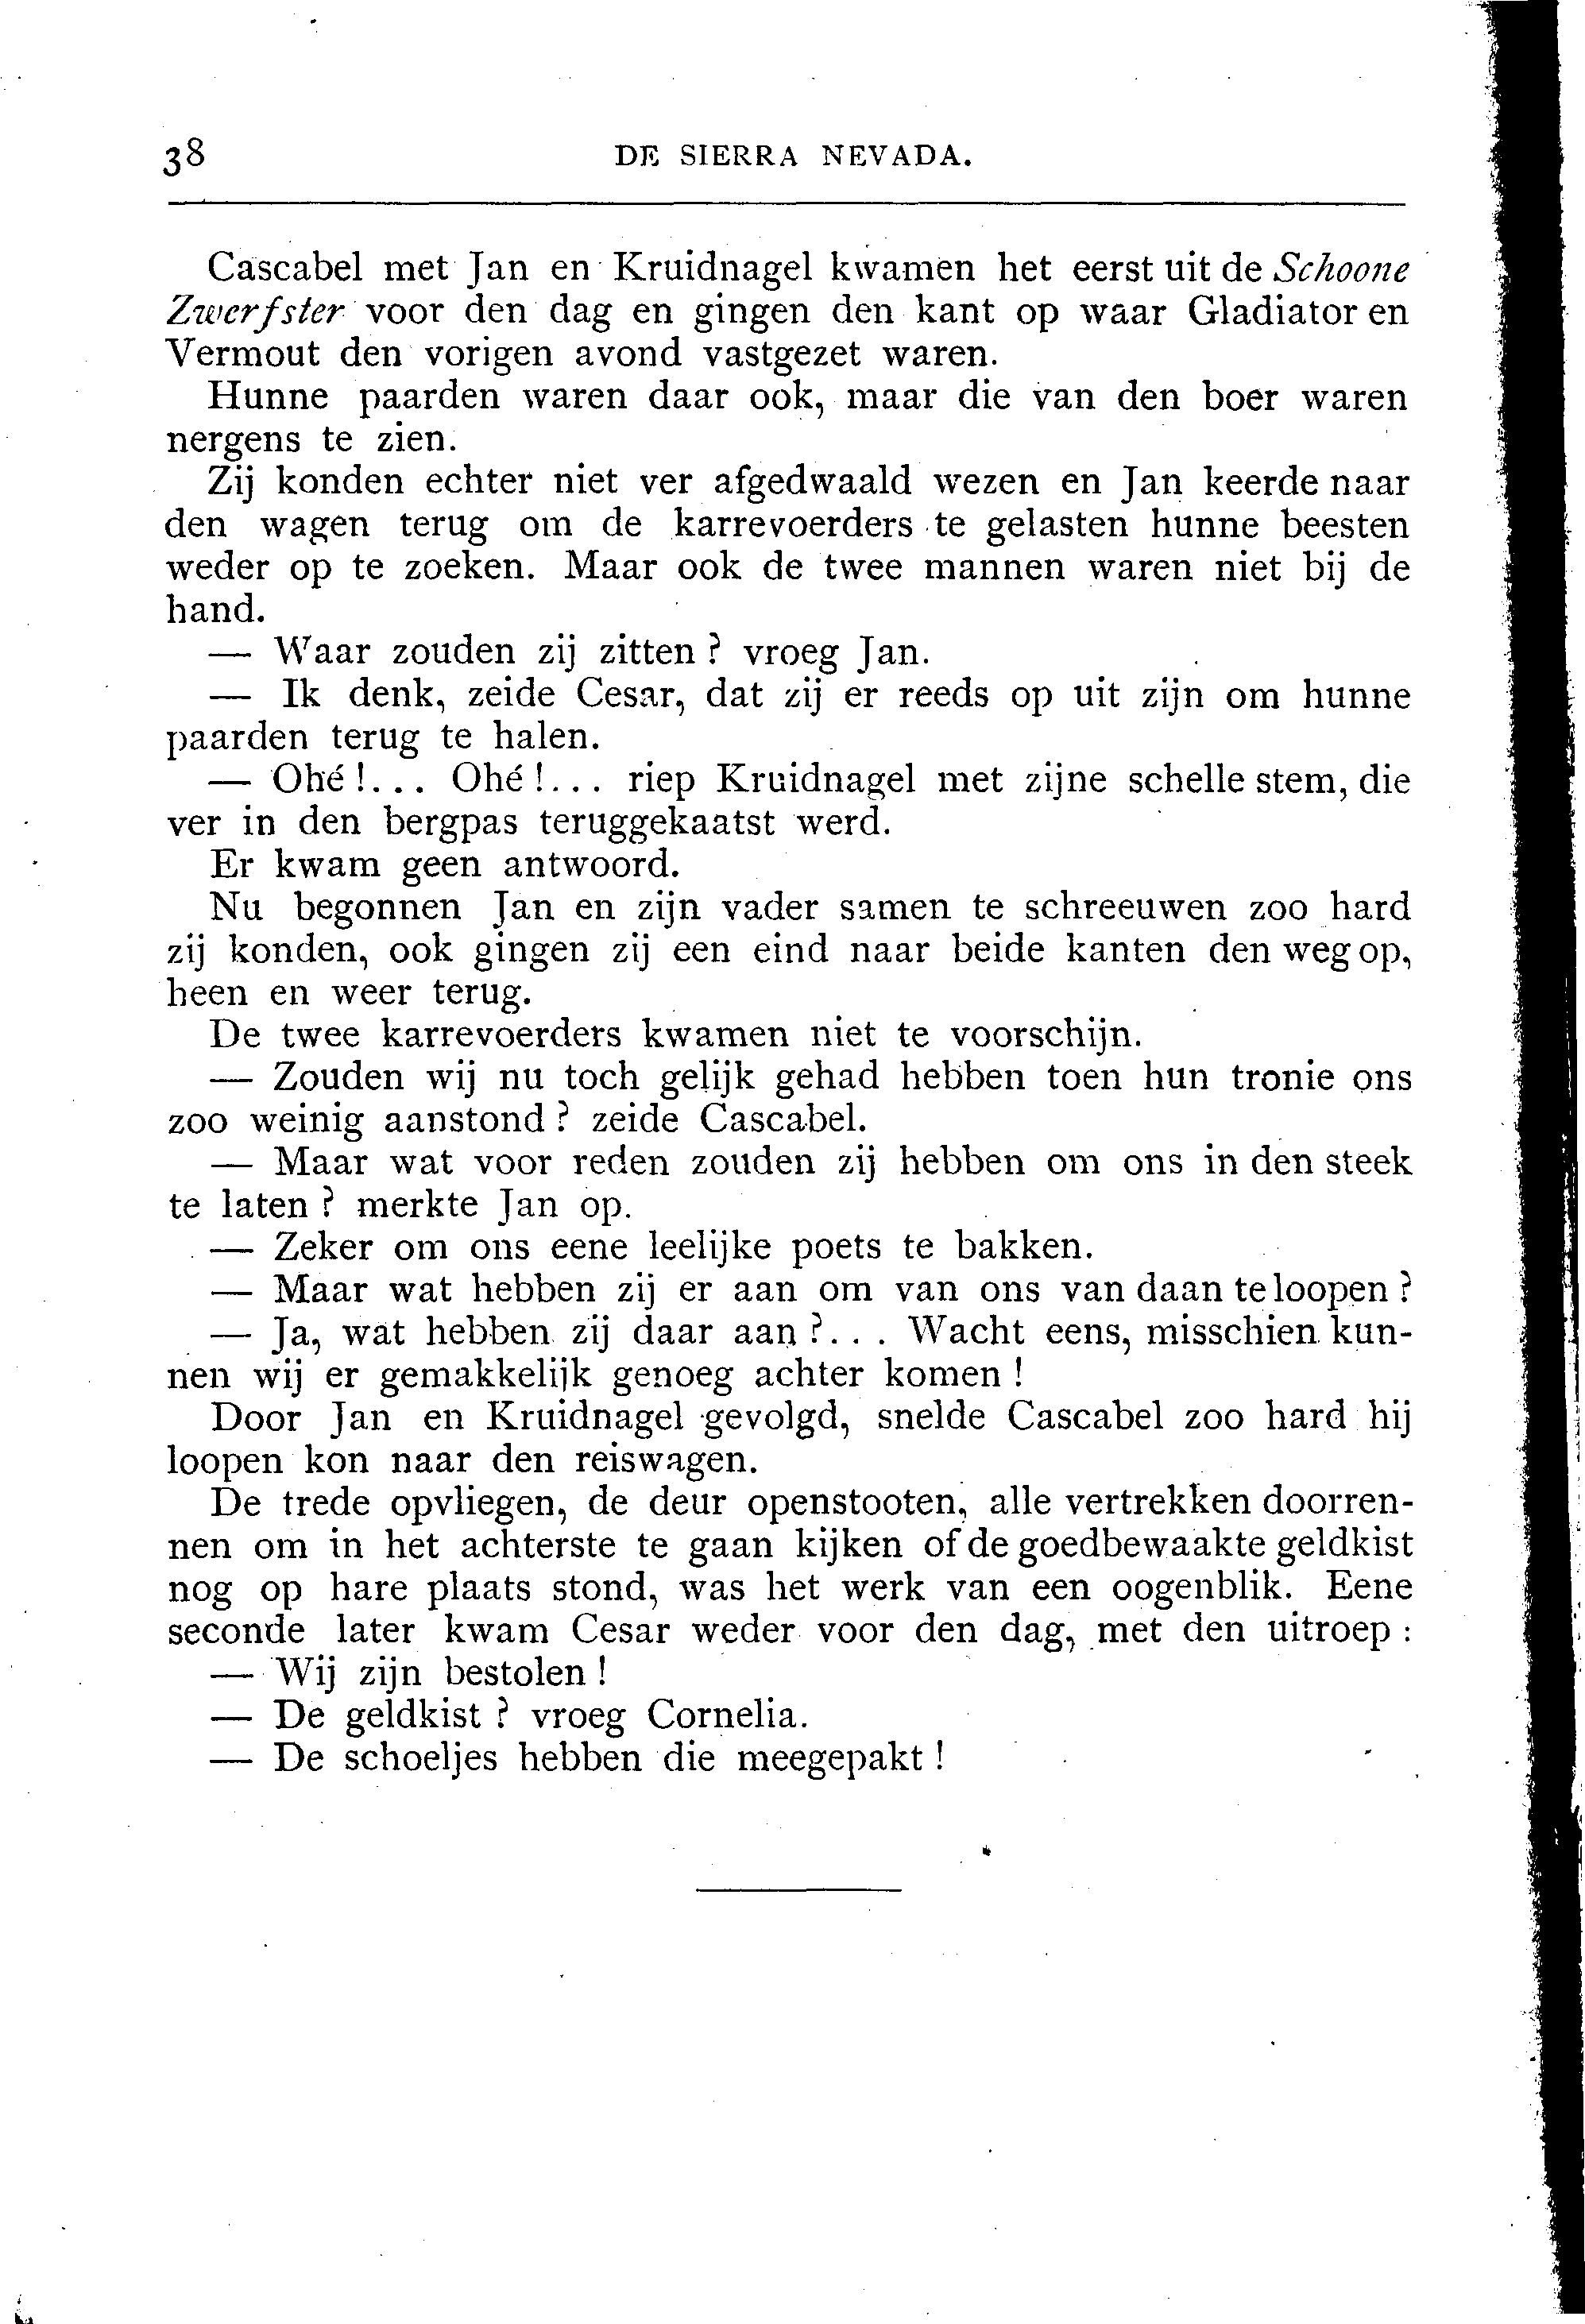 38 DE SIERRA NEVADA.
Cascabel met Jan en Kruidnagel kwamen het eerst uit de Schoone
Zwerfster voor den dag en gingen den kant op waar Gladiator en
Vermout den vorigen avond vastgezet waren.
Hunne paarden waren daar ook, maar die van den boer waren
nergens te zien.
Zij konden echter niet ver afgedwaald wezen en Jan keerde naar
den wagen terug om de karrevoerders te gelasten hunne beesten
weder op te zoeken. Maar ook de twee mannen waren niet bij de
hand.
— Waar zouden zij zitten ? vroeg Jan.
— Ik denk, zeide Cesar, dat zij er reeds op uit zijn om hunne
paarden terug te halen.
— Ohé !... Ohé !... riep Kruidnagel met zijne schelle stem, die
ver in den bergpas teruggekaatst werd.
Er kwam geen antwoord.
Nu begonnen Jan en zijn vader samen te schreeuwen zoo hard
zij konden, ook gingen zij een eind naar beide kanten den weg op,
heen en weer terug.
De twee karrevoerders kwamen niet te voorschijn.
— Zouden wij nu toch gelijk gehad hebben toen hun tronie ons
zoo weinig aanstond ? zeide Cascabel.
— Maar wat voor reden zouden zij hebben om ons in den steek
te laten ? merkte Jan op.
— Zeker om ons eene leelijke poets te bakken.
— Maar wat hebben zij er aan om van ons van daan te loopen ?
— Ja, wat hebben zij daar aan ?... Wacht eens, misschien kun-
nen wij er gemakkelijk genoeg achter komen !
Door Jan en Kruidnagel gevolgd, snelde Cascabel zoo hard hij
loopen kon naar den reiswagen.
De trede opvliegen, de deur openstooten, alle vertrekken doorren-
nen om in het achterste te gaan kijken of de goedbewaakte geldkist
nog op hare plaats stond, was het werk van een oogenblik. Eene
seconde later kwam Cesar weder voor den dag, met den uitroep :
— Wij zijn bestolen !
— De geldkist ? vroeg Cornelia.
— De schoeljes hebben die meegepakt !